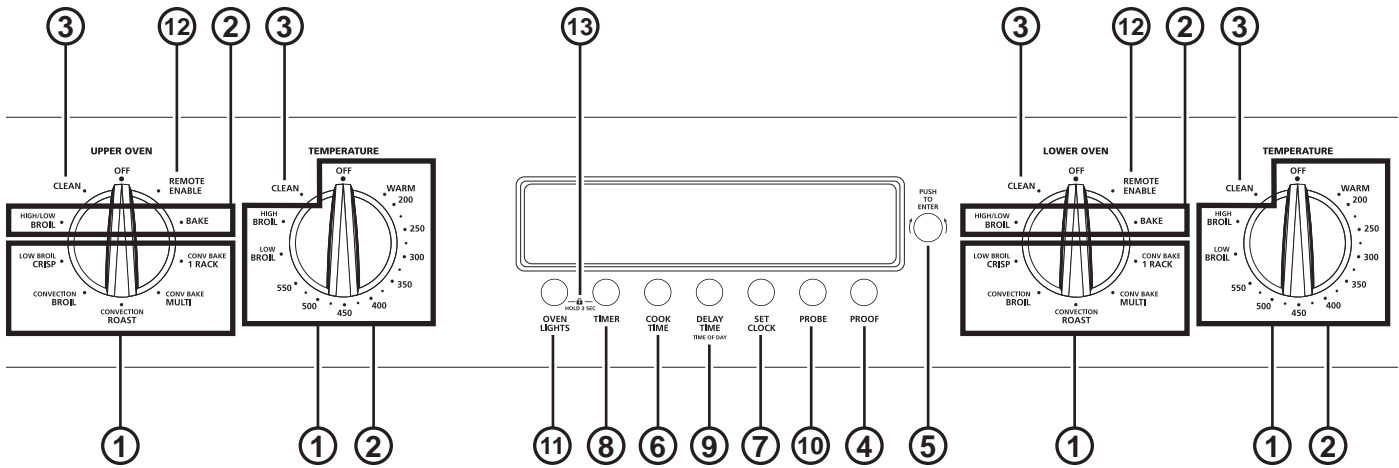 3
12
2
3
13
3
12
2
3
UPPER OVEN
OFF
CLEAN
REMOTE
ENABLE
HIGH/LOW
BROIL
BAKE
LOW BROIL
CRISP
CONV BAKE
1 RACK
CONVECTION
BROIL
CONV BAKE
MULTI
CONVECTION
ROAST
TEMPERATURE
OFF
CLEAN
WARM
200
HIGH
BROIL
250
LOW
BROIL
300
550
350
500
450
400
PUSH
TO
ENTER
HOLD 3 SEC
OVEN
LIGHTS
TIMER
COOK
TIME
DELAY
TIME
TIME OF DAY
SET
CLOCK
PROBE
PROOF
LOWER OVEN
OFF
CLEAN
REMOTE
ENABLE
HIGH/LOW
BROIL
BAKE
LOW BROIL
CRISP
CONV BAKE
1 RACK
CONVECTION
BROIL
CONV BAKE
MULTI
CONVECTION
ROAST
TEMPERATURE
OFF
CLEAN
WARM
200
HIGH
BROIL
250
LOW
BROIL
300
550
350
500
450
400
1
1
2
11
8
6
9
7
10
4
5
1
1
2